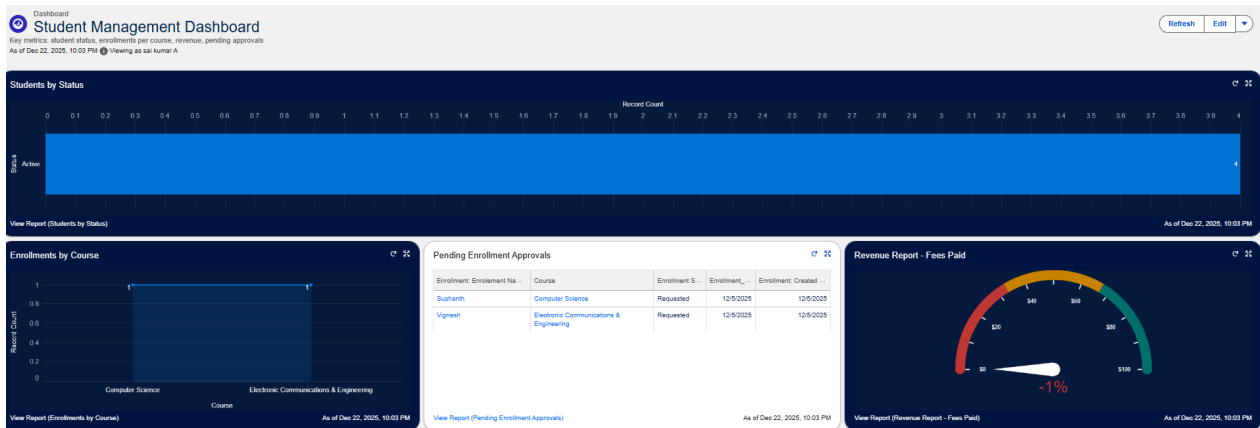 Dashboard
Student Management Dashboard
Key metrics: student status, enrollments per course, revenue, pending approvals
As of Dec 22, 2025, 10:03 PM·Viewing as sai kumar A
Refresh Edit
Students by Status
Record Count
0 0.1 0.2 0.3 0.4 0.5 0.6 0.7 0.8 0.9 1 1.1 1.2 1.3 1.4 1.5 1.6 1.7 1.8 1.9 2 2.1 2.2 2.3 2.4 2.5 2.6 2.7 2.8 2.9 3 3.1 3.2 3.3 3.4 3.5 3.6 3.7 3.8 3.9 4
Status
Active
4
View Report (Students by Status) As of Dec 22, 2025, 10:03 PM
Enrollments by Course
Record Count
1
0.8
0.6
0.4
0.2
0
1 1
Computer Science Electronic Communications & Engineering
Course
View Report (Enrollments by Course) As of Dec 22, 2025, 10:03 PM
Pending Enrollment Approvals
Enrollment: Enrolement Na... Course Enrollment S... Enrollment_... Enrollment: Created ...
Sushanth Computer Science Requested 12/5/2025 12/5/2025
Vignesh Electronic Communications & Requested 12/5/2025 12/5/2025
Engineering
View Report (Pending Enrollment Approvals) As of Dec 22, 2025, 10:03 PM
Revenue Report - Fees Paid
$0 $20 $40 $60 $80 $100
-1%
View Report (Revenue Report - Fees Paid) As of Dec 22, 2025, 10:03 PM